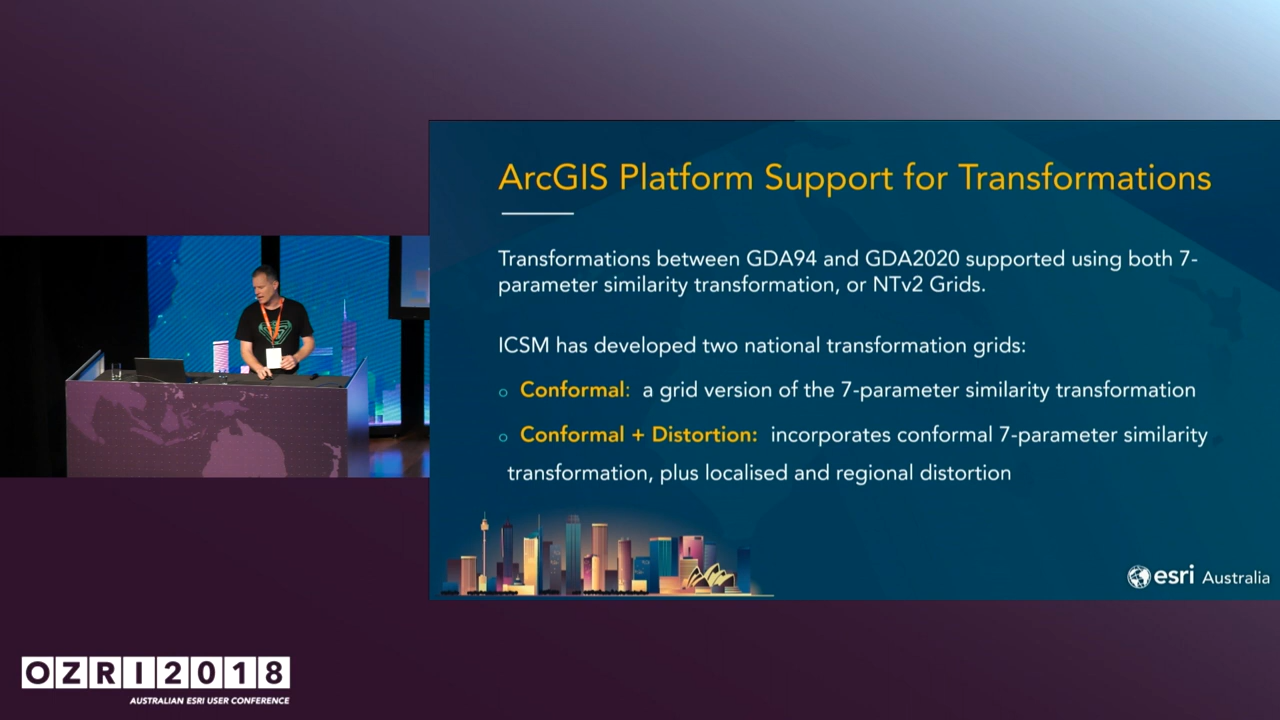 ArcGIS Platform Support for Transformations
Transformations between GDA94 and GDA2020 supported using both 7-
parameter similarity transformation, or NTv2 Grids.
ICSM has developed two national transformation grids:
Conformal: a grid version of the 7-parameter similarity transformation
Conformal + Distortion: incorporates conformal 7-parameter similarity
transformation, plus localised and regional distortion
esri Australia
OZRI2018
AUSTRALIAN ESRI USER CONFERENCE